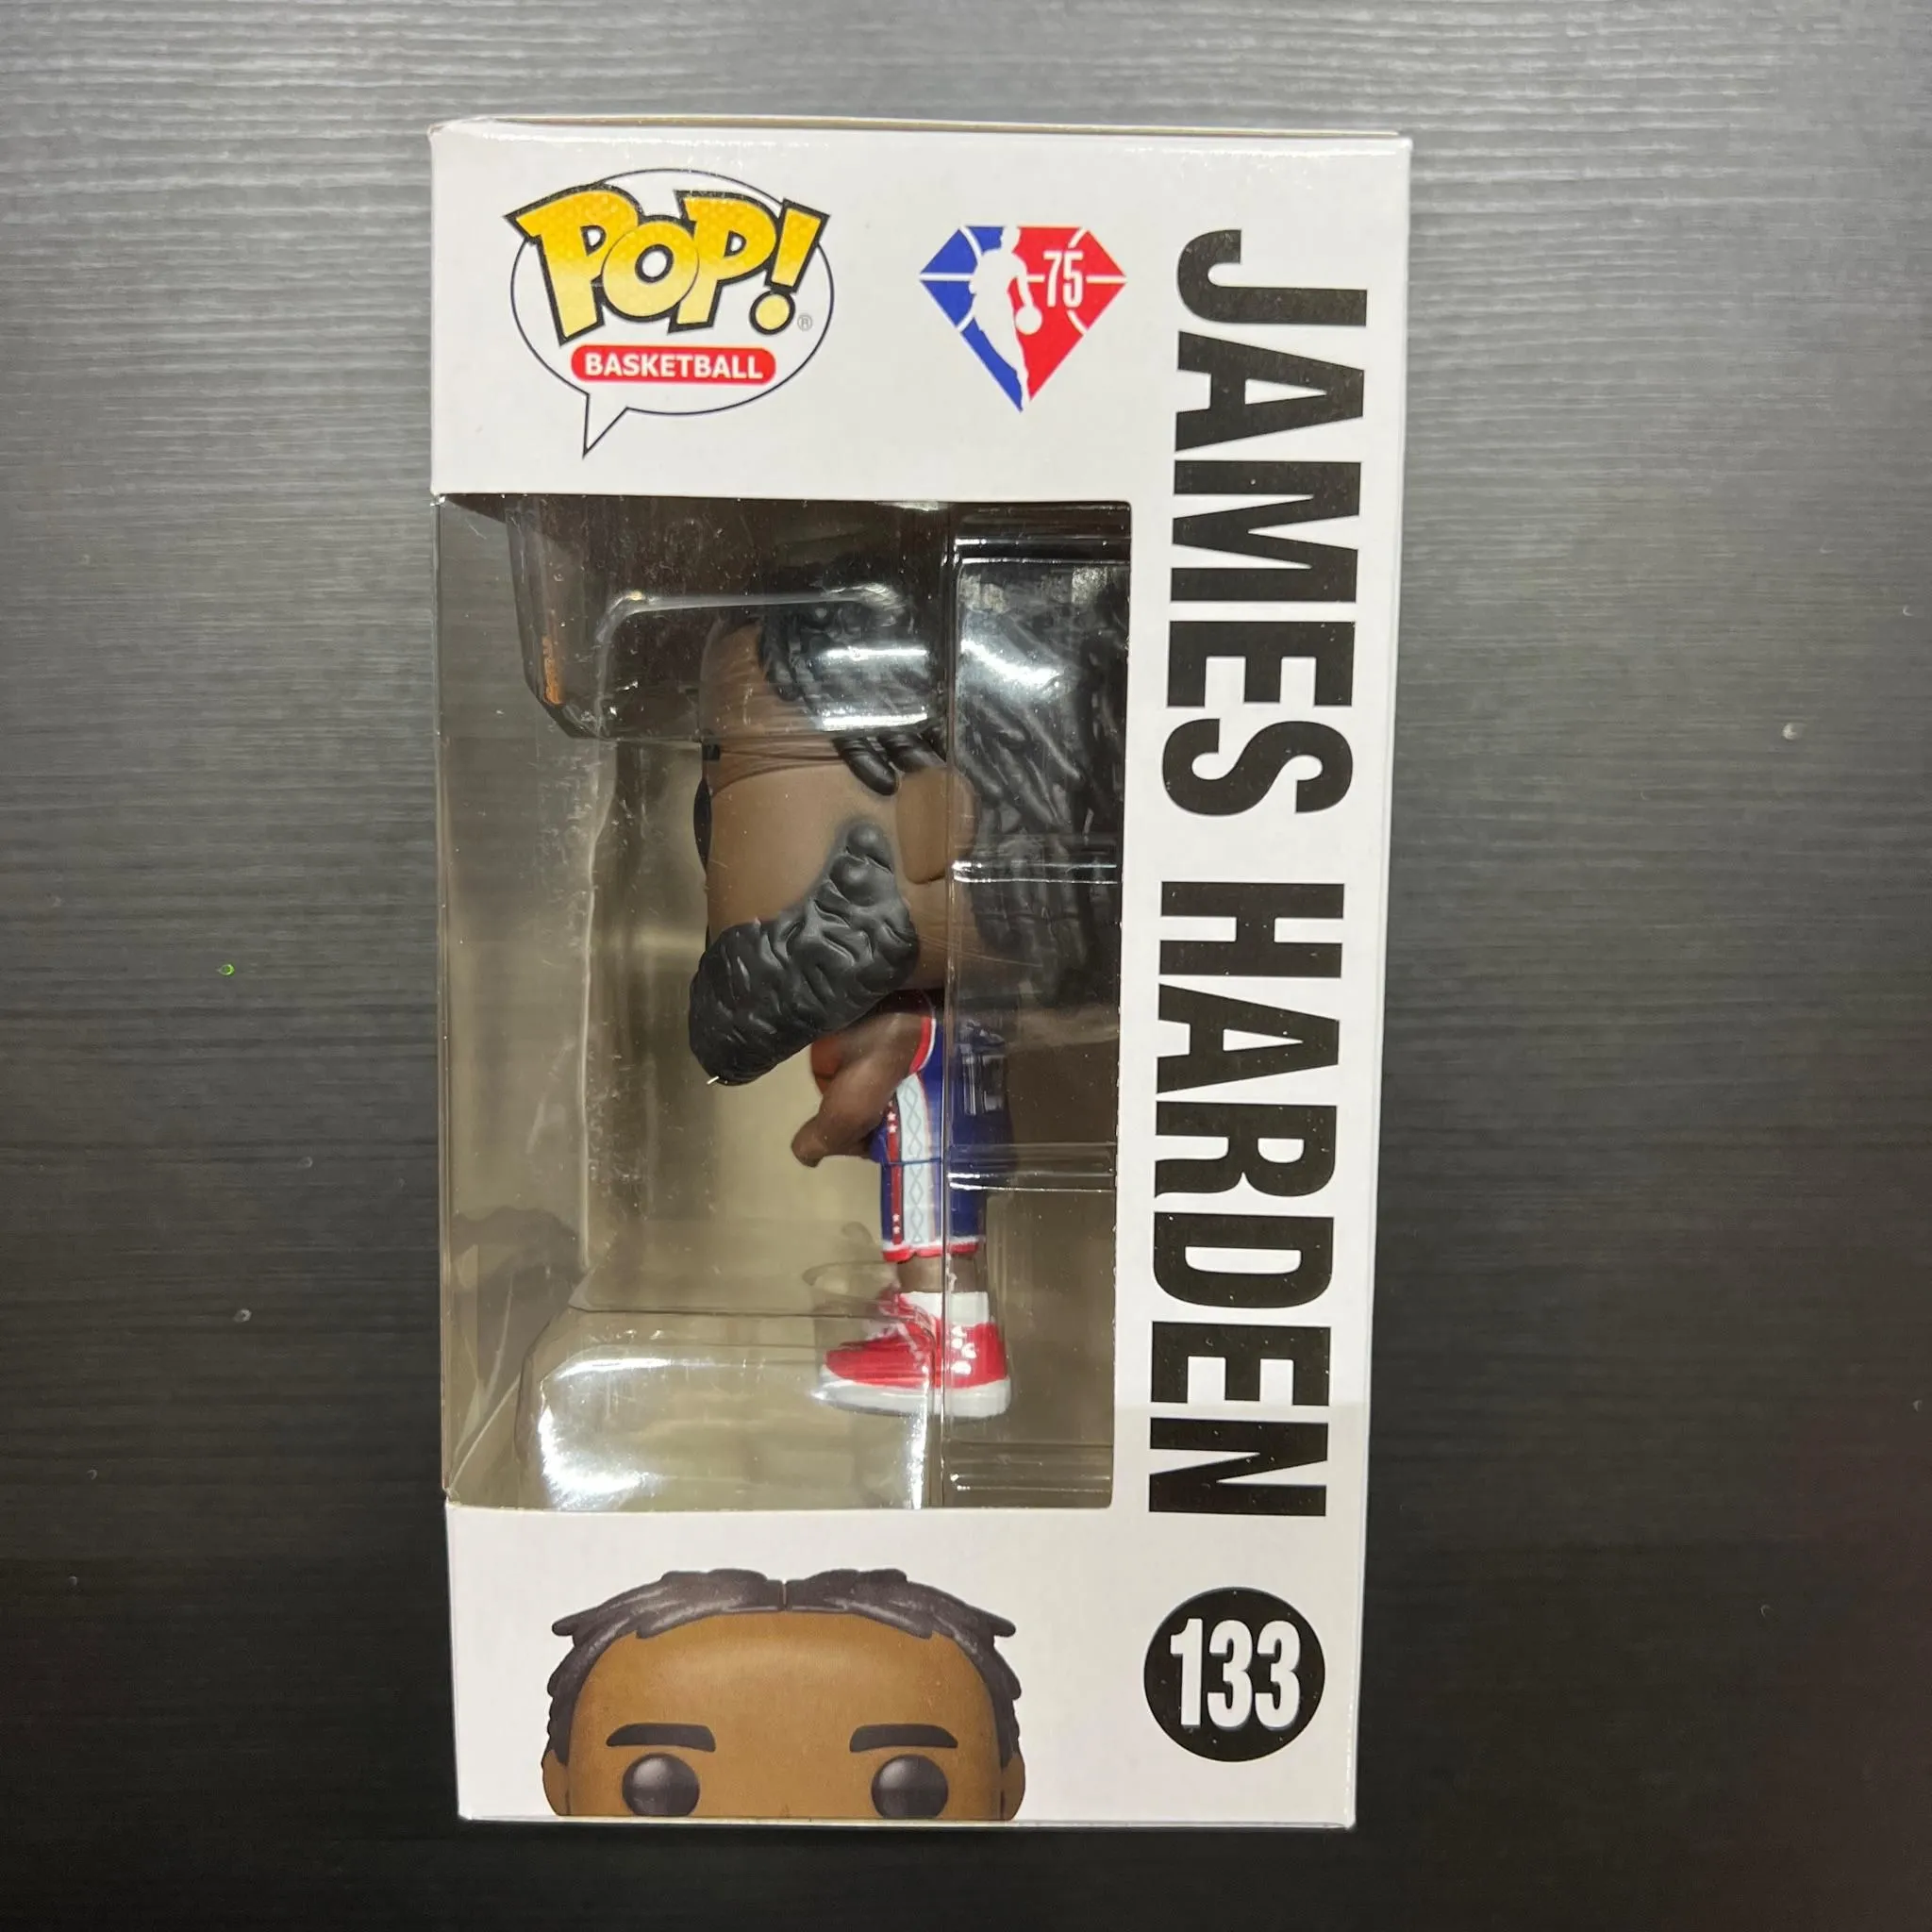 POP!
®
BASKETBALL
75
JAMES HARDEN
133